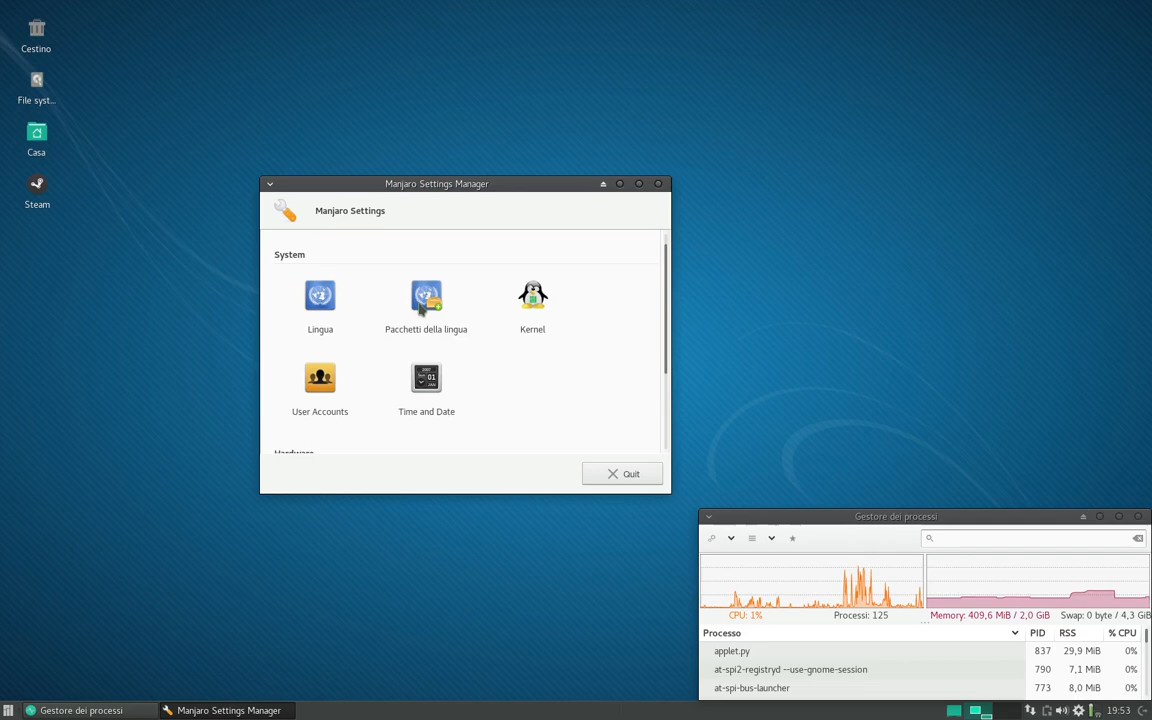 Cestino
File syst...
Casa
Steam
Manjaro Settings Manager
Manjaro Settings
System
Lingua
Pacchetti della lingua
Kernel
User Accounts
Time and Date
Hardware
Quit
Gestore dei processi
CPU: 1%
Processi: 125
Memory: 409,6 MiB / 2,0 GiB
Swap: 0 byte / 4,3 GiB
Processo PID RSS % CPU
applet.py 837 29,9 MiB 0%
at-spi2-registryd --use-gnome-session 790 7,1 MiB 0%
at-spi-bus-launcher 773 8,0 MiB 0%
Gestore dei processi
Manjaro Settings Manager
19:53